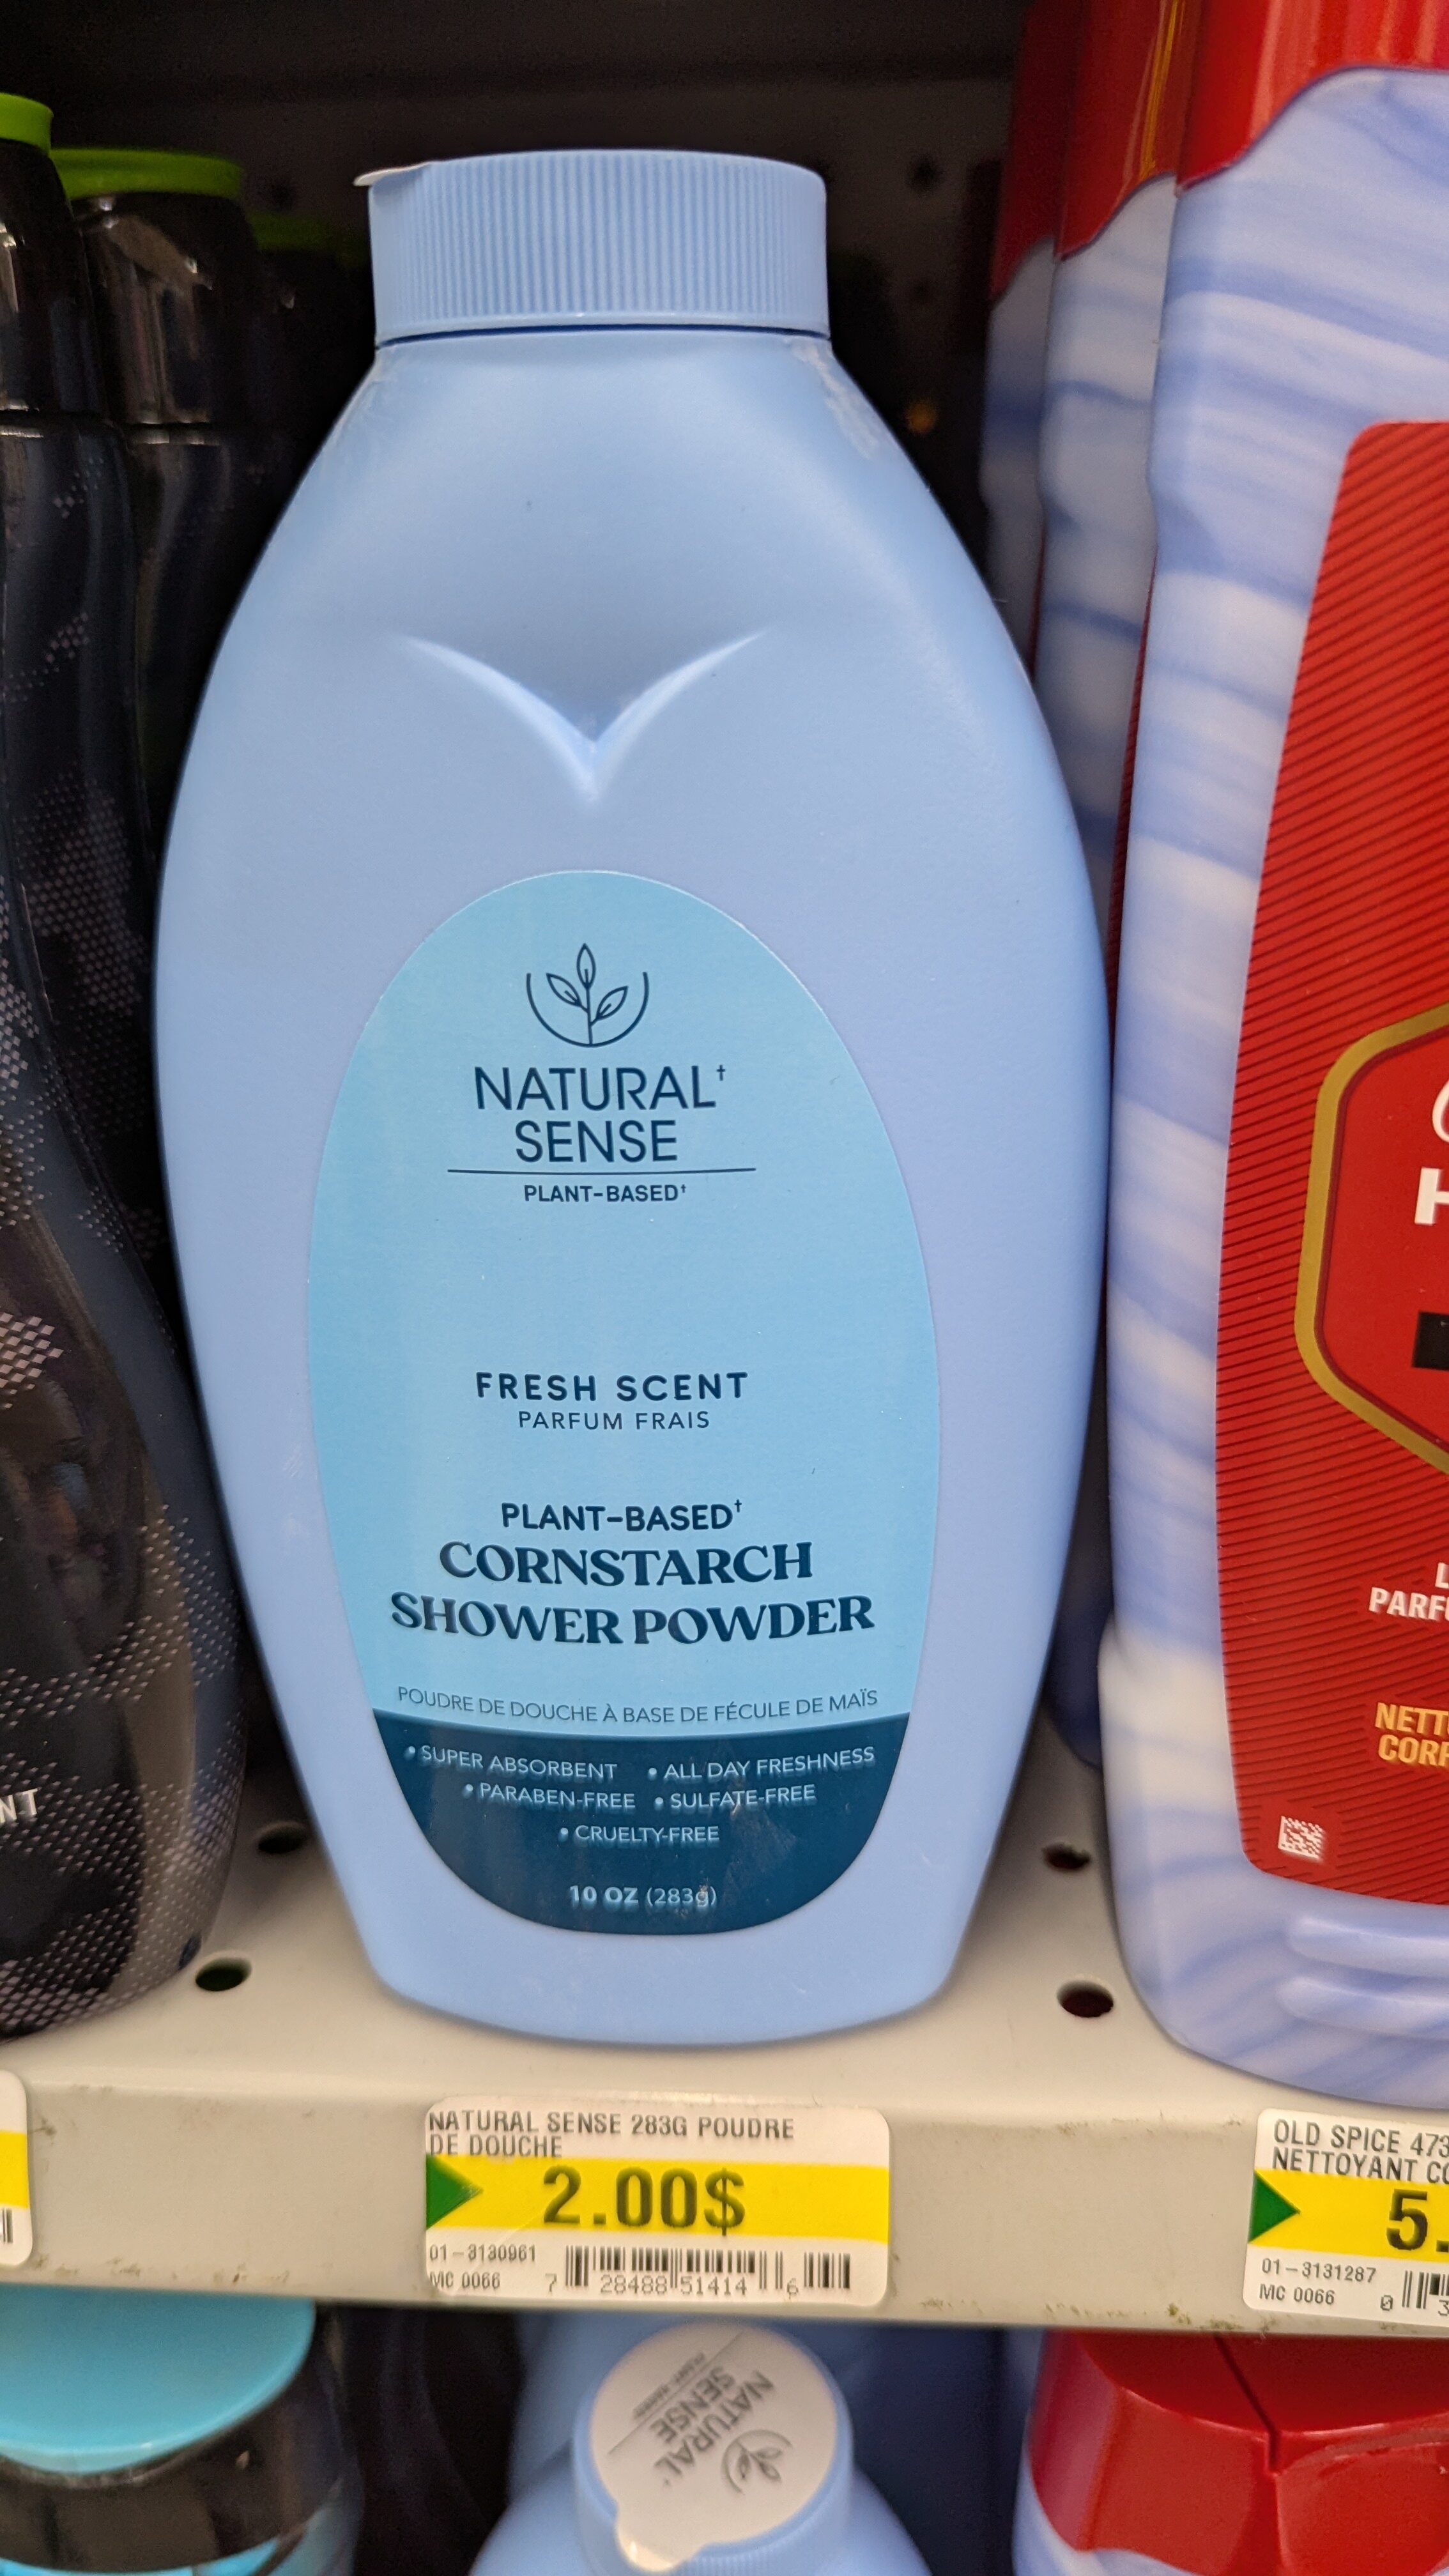 NATURAL†
SENSE
PLANT-BASED†
FRESH SCENT
PARFUM FRAIS
PLANT-BASED†
CORNSTARCH
SHOWER POWDER
POUDRE DE DOUCHE À BASE DE FÉCULE DE MAÏS
• SUPER ABSORBENT • ALL DAY FRESHNESS
• PARABEN-FREE • SULFATE-FREE
• CRUELTY-FREE
10 OZ (283g)
NATURAL SENSE 283G POUDRE
DE DOUCHE
2.00$
01-3130961
MC 0066
7 28488 51414 6
OLD SPICE 473
5.
01-3131287
MC 0066
NATURAL
SENSE